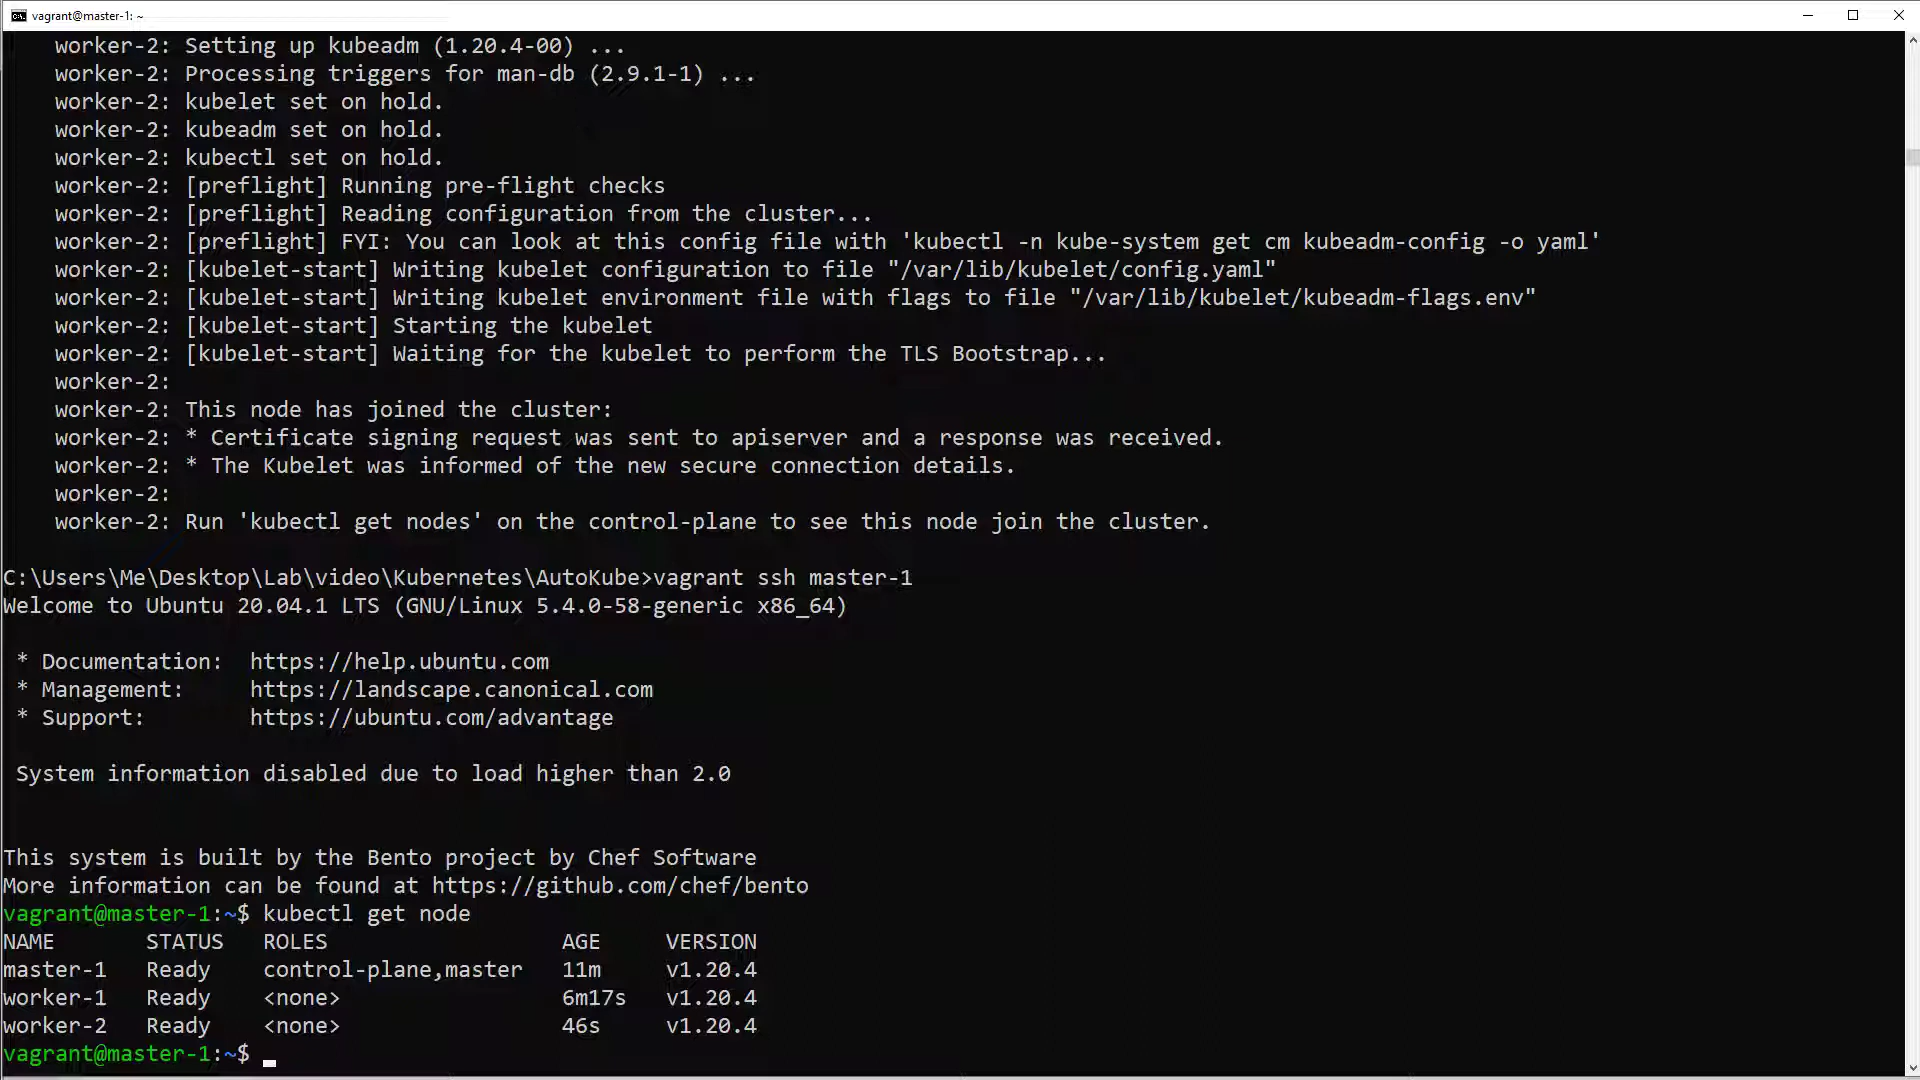 vagrant@master-1: ~
worker-2: Setting up kubeadm (1.20.4-00) ...
worker-2: Processing triggers for man-db (2.9.1-1) ...
worker-2: kubelet set on hold.
worker-2: kubeadm set on hold.
worker-2: kubectl set on hold.
worker-2: [preflight] Running pre-flight checks
worker-2: [preflight] Reading configuration from the cluster...
worker-2: [preflight] FYI: You can look at this config file with 'kubectl -n kube-system get cm kubeadm-config -o yaml'
worker-2: [kubelet-start] Writing kubelet configuration to file "/var/lib/kubelet/config.yaml"
worker-2: [kubelet-start] Writing kubelet environment file with flags to file "/var/lib/kubelet/kubeadm-flags.env"
worker-2: [kubelet-start] Starting the kubelet
worker-2: [kubelet-start] Waiting for the kubelet to perform the TLS Bootstrap...
worker-2:
worker-2: This node has joined the cluster:
worker-2: * Certificate signing request was sent to apiserver and a response was received.
worker-2: * The Kubelet was informed of the new secure connection details.
worker-2:
worker-2: Run 'kubectl get nodes' on the control-plane to see this node join the cluster.
C:\Users\Me\Desktop\Lab\video\Kubernetes\AutoKube>vagrant ssh master-1
Welcome to Ubuntu 20.04.1 LTS (GNU/Linux 5.4.0-58-generic x86_64)
* Documentation:  https://help.ubuntu.com
* Management:     https://landscape.canonical.com
* Support:        https://ubuntu.com/advantage
System information disabled due to load higher than 2.0
This system is built by the Bento project by Chef Software
More information can be found at https://github.com/chef/bento
vagrant@master-1:~$ kubectl get node
NAME       STATUS   ROLES                  AGE     VERSION
master-1   Ready    control-plane,master   11m     v1.20.4
worker-1   Ready    <none>                 6m17s   v1.20.4
worker-2   Ready    <none>                 46s     v1.20.4
vagrant@master-1:~$